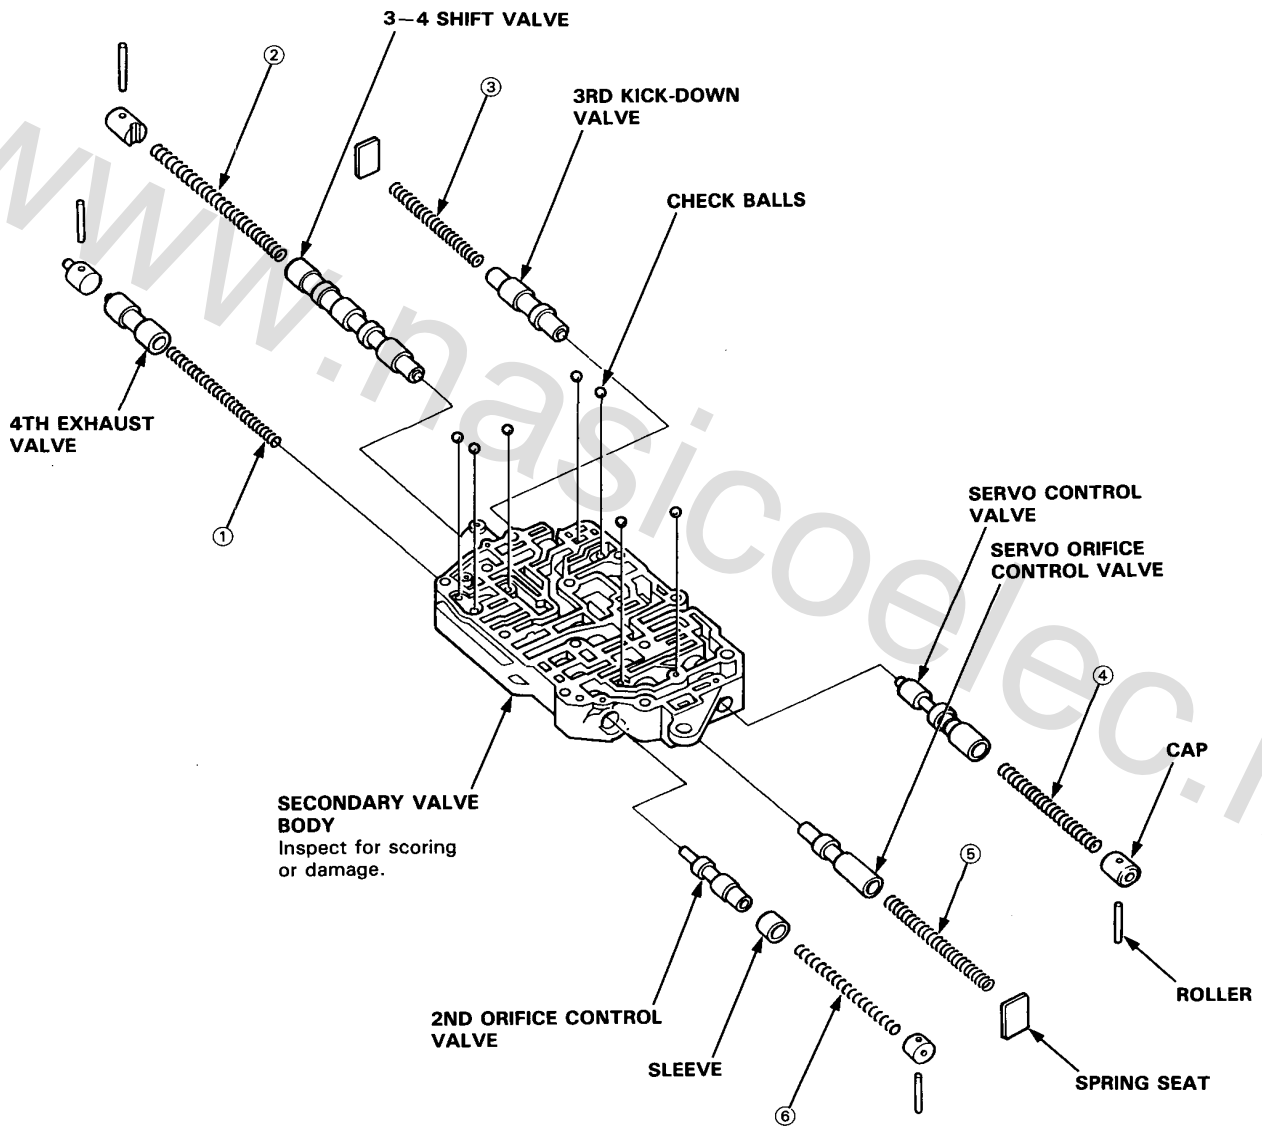 3–4 SHIFT VALVE
②
③
3RD KICK-DOWN
VALVE
CHECK BALLS
4TH EXHAUST
VALVE
①
SERVO CONTROL
VALVE
SERVO ORIFICE
CONTROL VALVE
④
CAP
SECONDARY VALVE
BODY
Inspect for scoring
or damage.
⑤
ROLLER
2ND ORIFICE CONTROL
VALVE
SLEEVE
SPRING SEAT
⑥
www.nasicoelec.